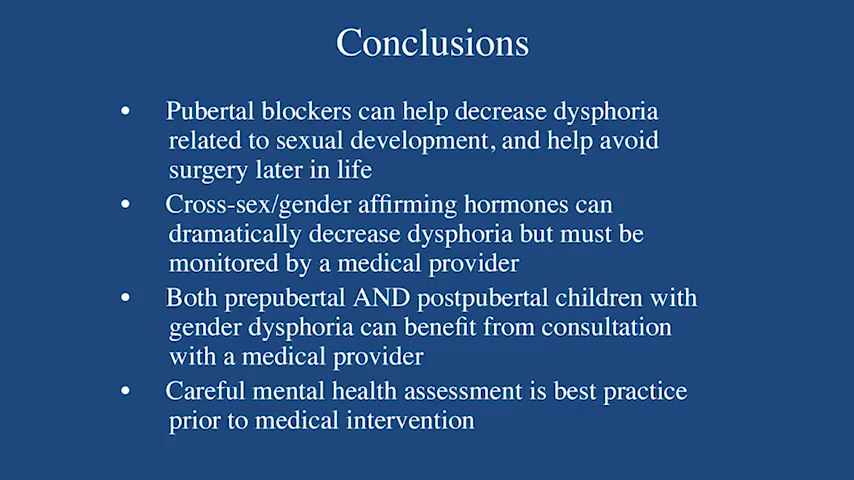 Conclusions
• Pubertal blockers can help decrease dysphoria
related to sexual development, and help avoid
surgery later in life
• Cross-sex/gender affirming hormones can
dramatically decrease dysphoria but must be
monitored by a medical provider
• Both prepubertal AND postpubertal children with
gender dysphoria can benefit from consultation
with a medical provider
• Careful mental health assessment is best practice
prior to medical intervention